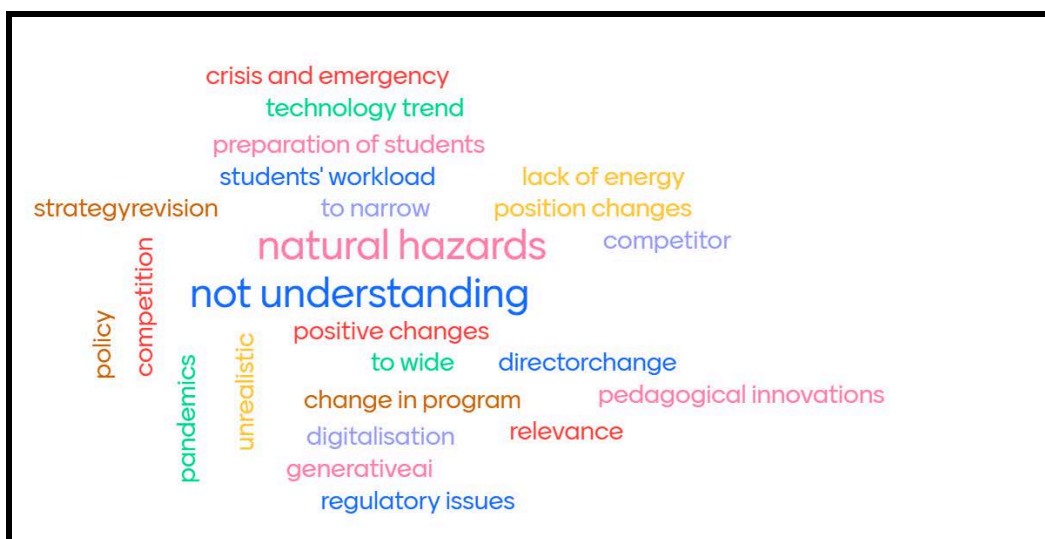 crisis and emergency
technology trend
preparation of students
students' workload
lack of energy
strategyrevision
to narrow
position changes
natural hazards
competitor
competition
not understanding
policy
positive changes
unrealistic
pandemics
to wide
directorchange
change in program
pedagogical innovations
digitalisation
relevance
generativeai
regulatory issues